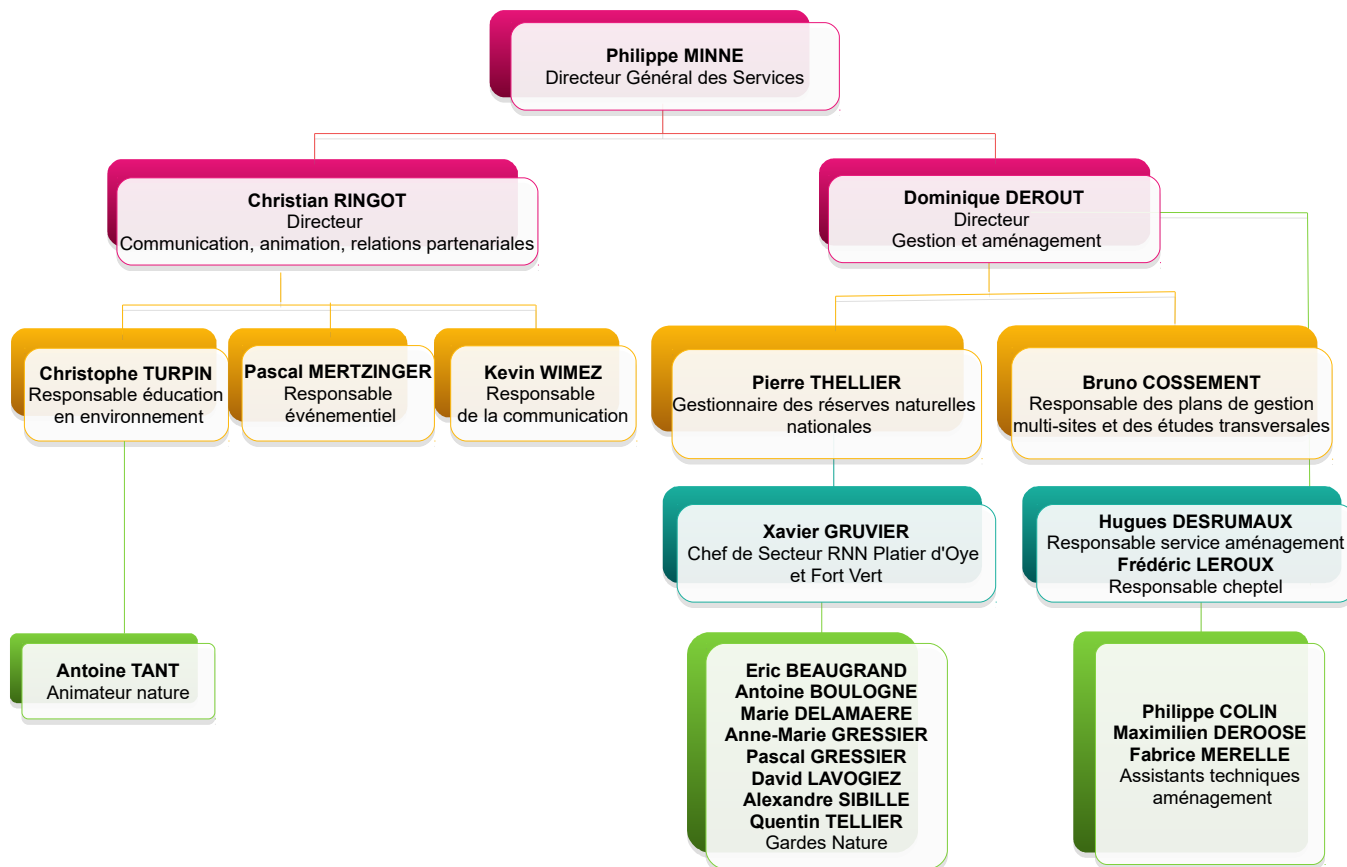 Philippe MINNE
Directeur Général des Services
Christian RINGOT
Directeur
Communication, animation, relations partenariales
Dominique DEROUT
Directeur
Gestion et aménagement
Christophe TURPIN
Responsable éducation
en environnement
Pascal MERTZINGER
Responsable
événementiel
Kevin WIMEZ
Responsable
de la communication
Pierre THELLIER
Gestionnaire des réserves naturelles
nationales
Bruno COSSEMENT
Responsable des plans de gestion
multi-sites et des études transversales
Xavier GRUVIER
Chef de Secteur RNN Platier d'Oye
et Fort Vert
Hugues DESRUMAUX
Responsable service aménagement
Frédéric LEROUX
Responsable cheptel
Antoine TANT
Animateur nature
Eric BEAUGRAND
Antoine BOULOGNE
Marie DELAMAERE
Anne-Marie GRESSIER
Pascal GRESSIER
David LAVOGIEZ
Alexandre SIBILLE
Quentin TELLIER
Gardes Nature
Philippe COLIN
Maximilien DEROOSE
Fabrice MERELLE
Assistants techniques
aménagement